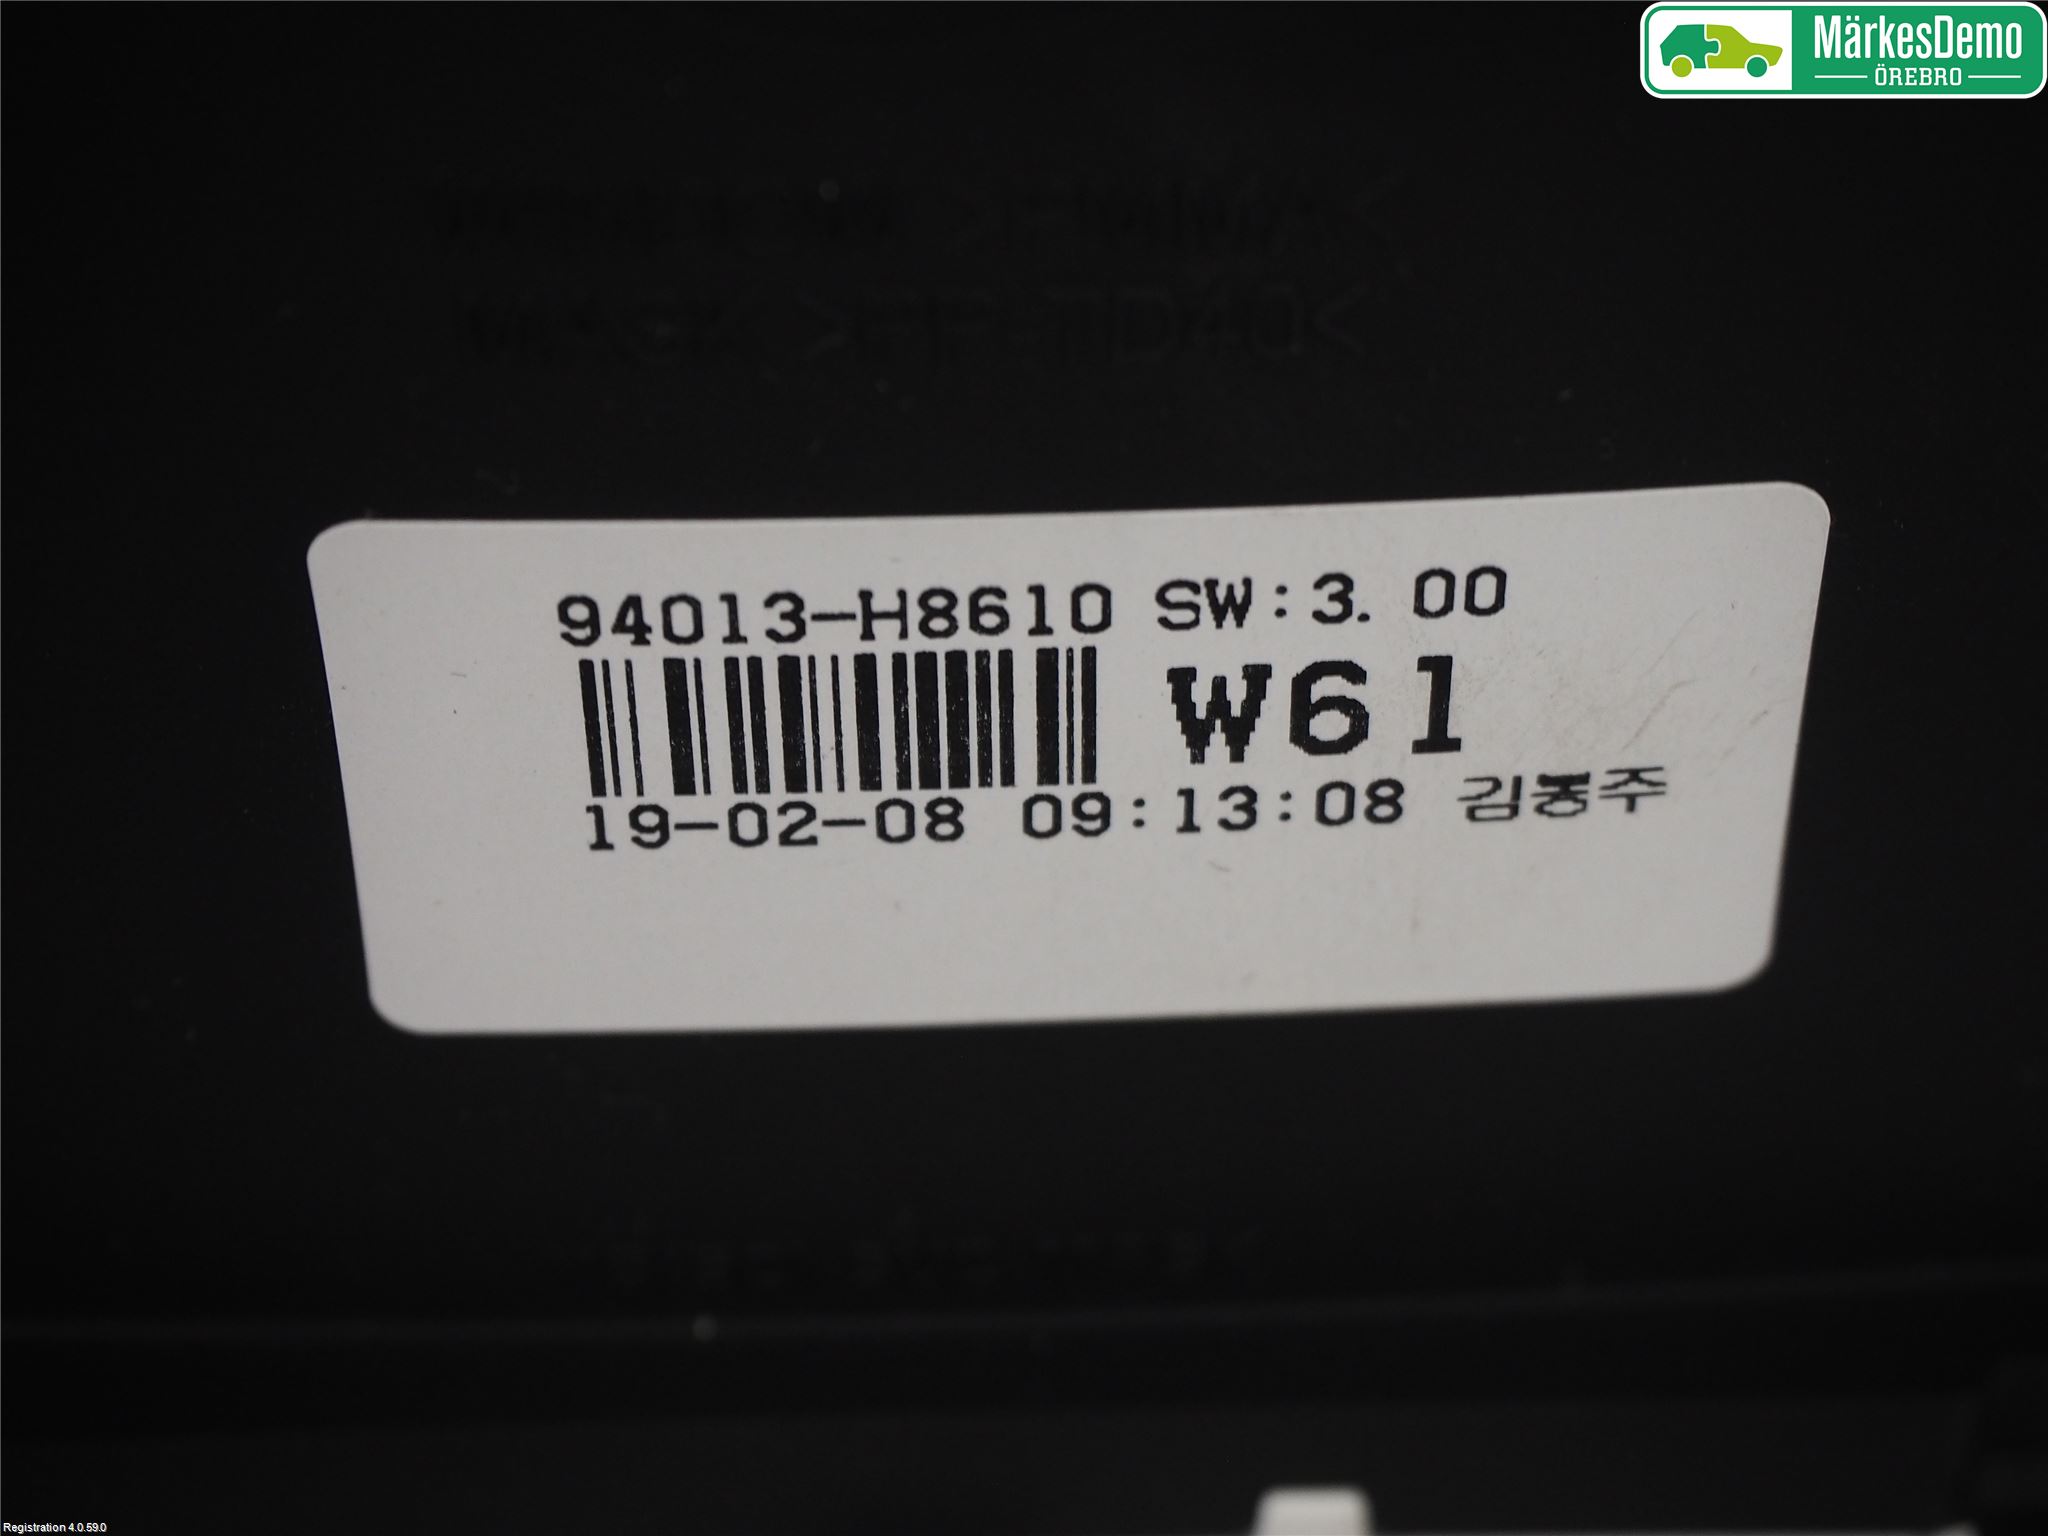 MärkesDemo
ÖREBRO
94013-H8610 SW:3.00
W61
19-02-08 09:13:08 김동주
Registration 4.0.59.0